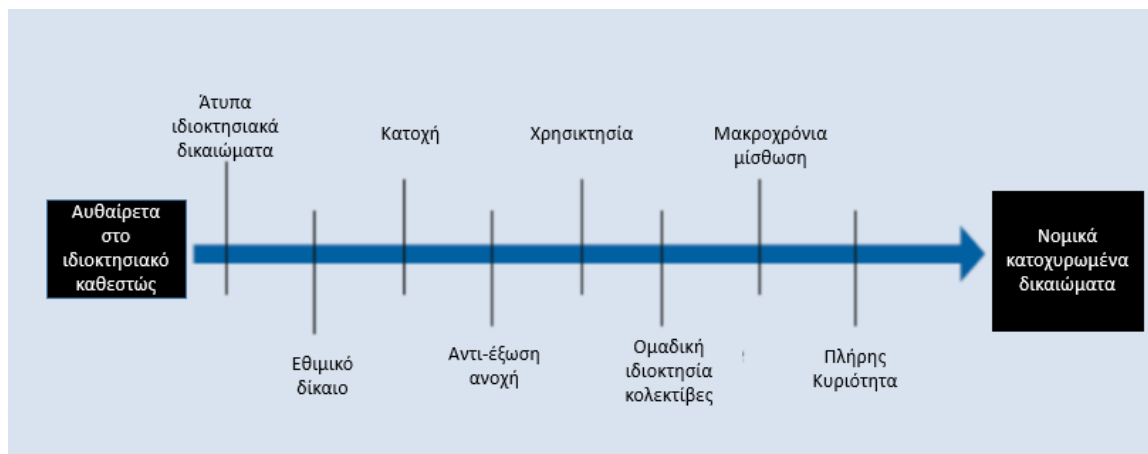 Άτυπα
ιδιοκτησιακά
δικαιώματα
Κατοχή
Χρησικτησία
Μακροχρόνια
μίσθωση
Αυθαίρετα
στο
ιδιοκτησιακό
καθεστώς
Νομικά
κατοχυρωμένα
δικαιώματα
Εθιμικό
δίκαιο
Αντι-έξωση
ανοχή
Ομαδική
ιδιοκτησία
κολεκτίβες
Πλήρης
Κυριότητα